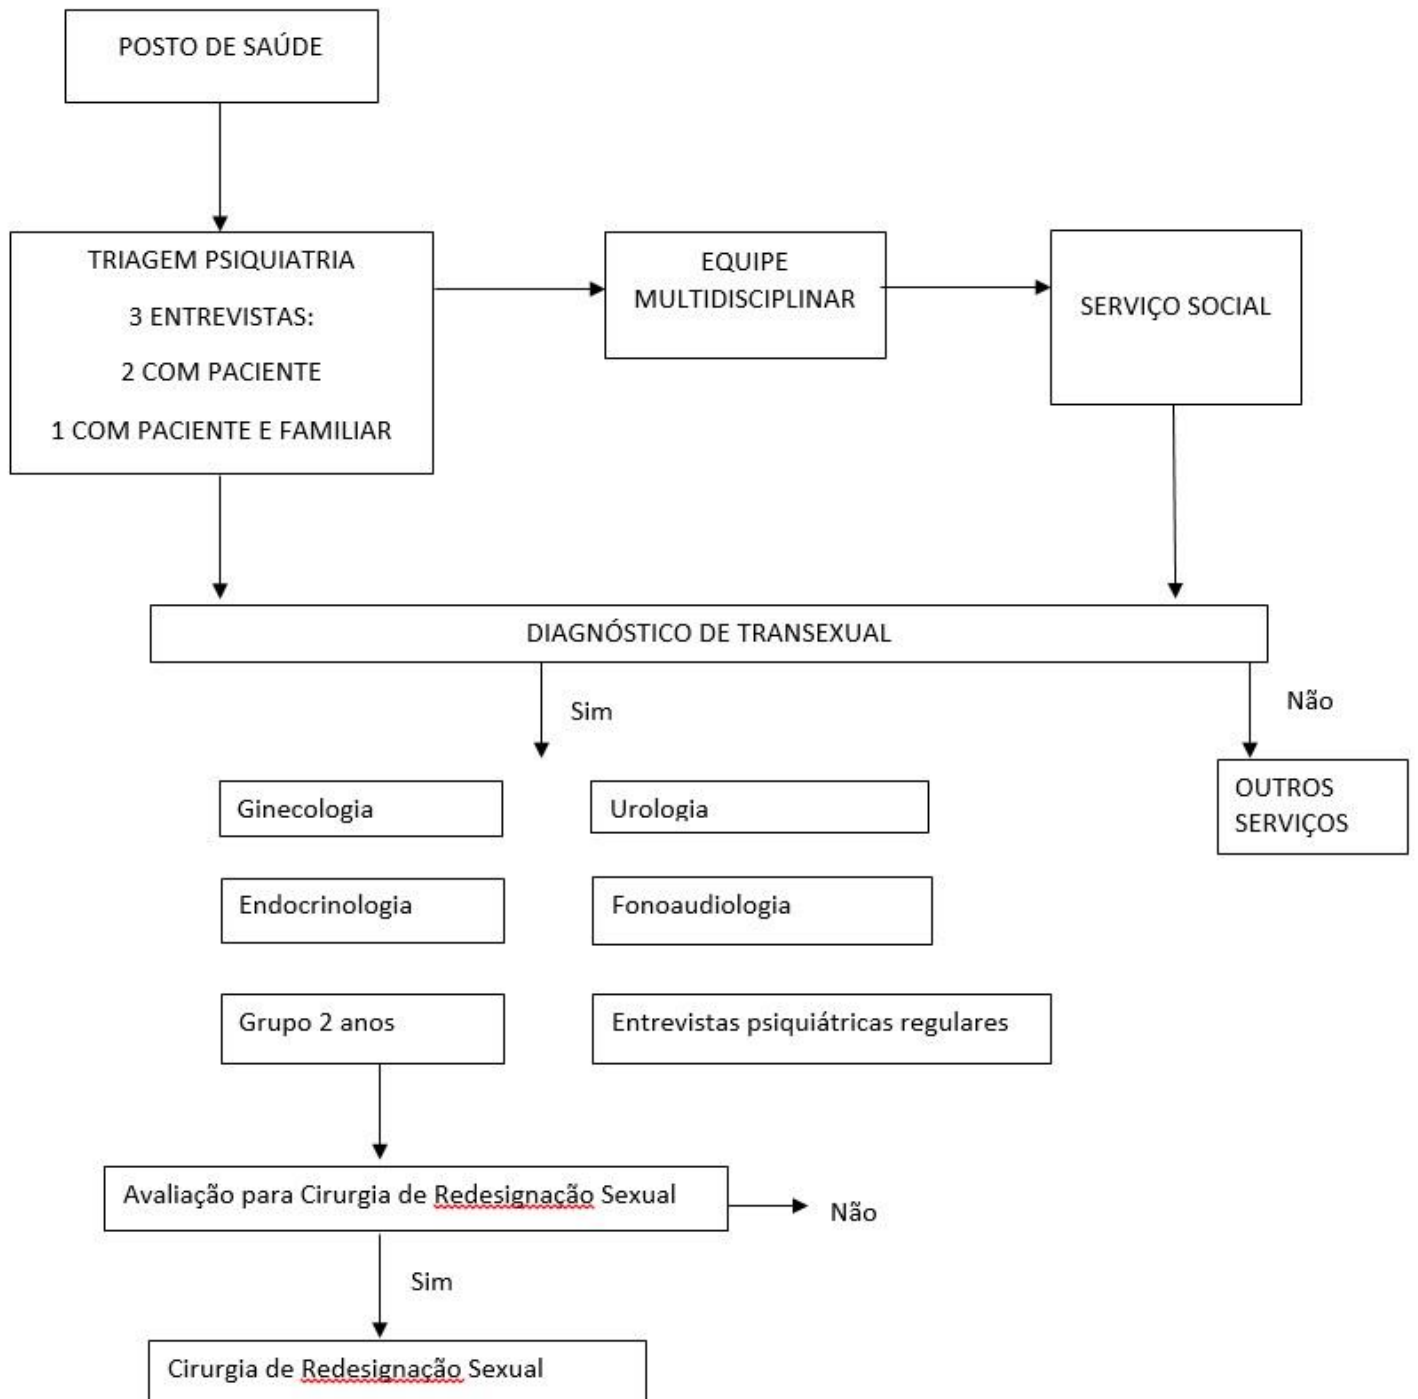 POSTO DE SAÚDE
TRIAGEM PSIQUIATRIA
3 ENTREVISTAS:
2 COM PACIENTE
1 COM PACIENTE E FAMILIAR
EQUIPE
MULTIDISCIPLINAR
SERVIÇO SOCIAL
DIAGNÓSTICO DE TRANSEXUAL
Sim
Não
OUTROS
SERVIÇOS
Ginecologia
Urologia
Endocrinologia
Fonoaudiologia
Grupo 2 anos
Entrevistas psiquiátricas regulares
Avaliação para Cirurgia de Redesignação Sexual
Não
Sim
Cirurgia de Redesignação Sexual